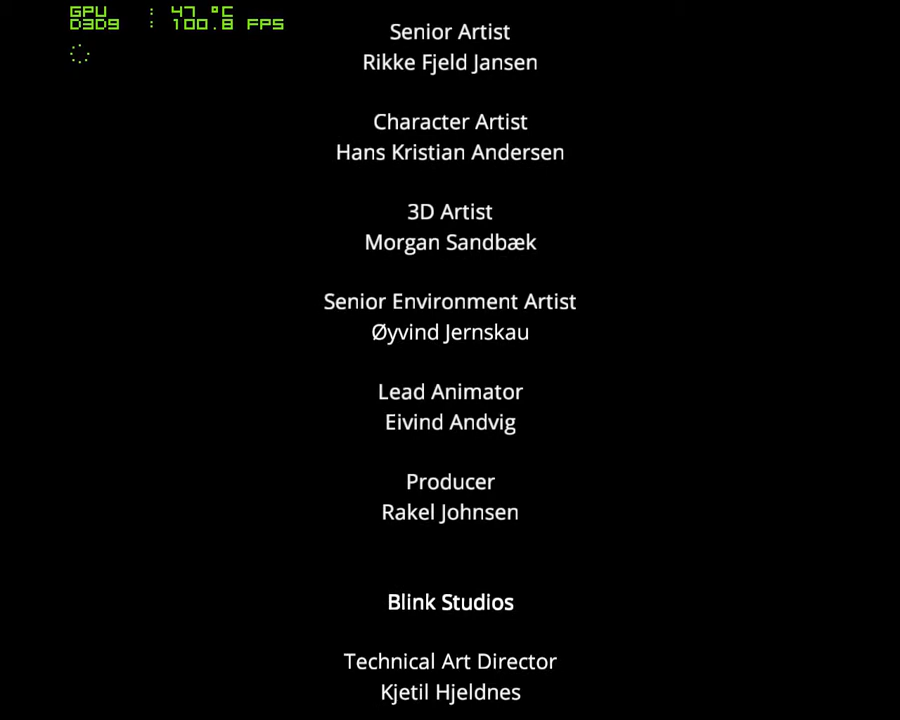 GPU : 47 °C
D3D9 : 100.8 FPS
Senior Artist
Rikke Fjeld Jansen
Character Artist
Hans Kristian Andersen
3D Artist
Morgan Sandbæk
Senior Environment Artist
Øyvind Jernskau
Lead Animator
Eivind Andvig
Producer
Rakel Johnsen
Blink Studios
Technical Art Director
Kjetil Hjeldnes